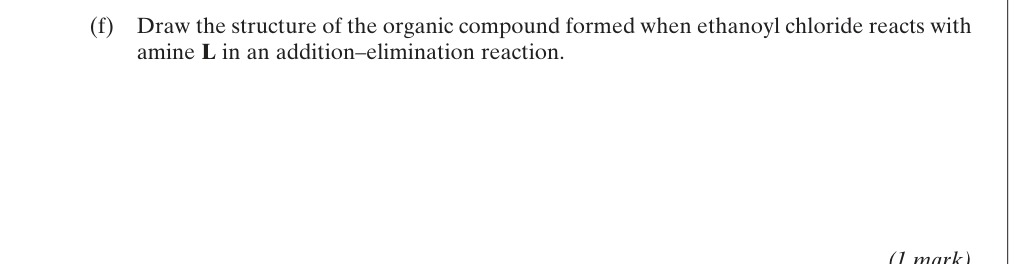 (f) Draw the structure of the organic compound formed when ethanoyl chloride reacts with
amine L in an addition–elimination reaction.
(1 mark)